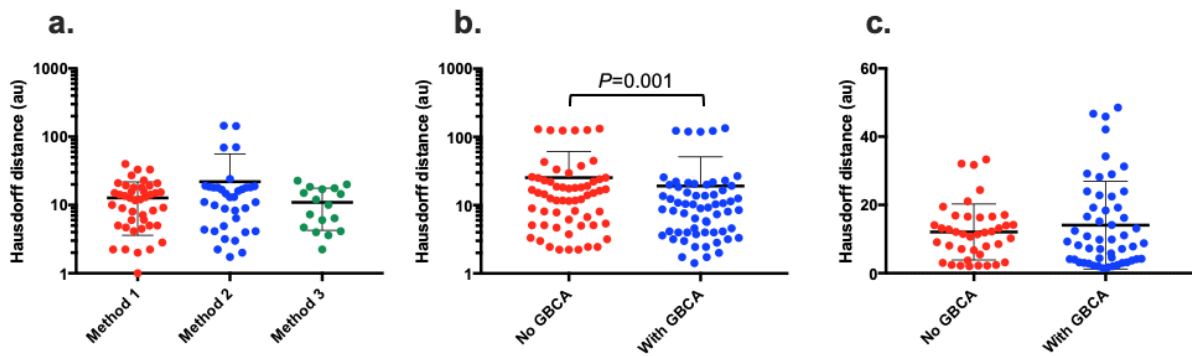 a.
Hausdorff distance (au)
1000
100
10
1
Method 1
Method 2
Method 3
b.
Hausdorff distance (au)
1000
100
10
1
P=0.001
No GBCA
With GBCA
c.
Hausdorff distance (au)
60
40
20
0
No GBCA
With GBCA